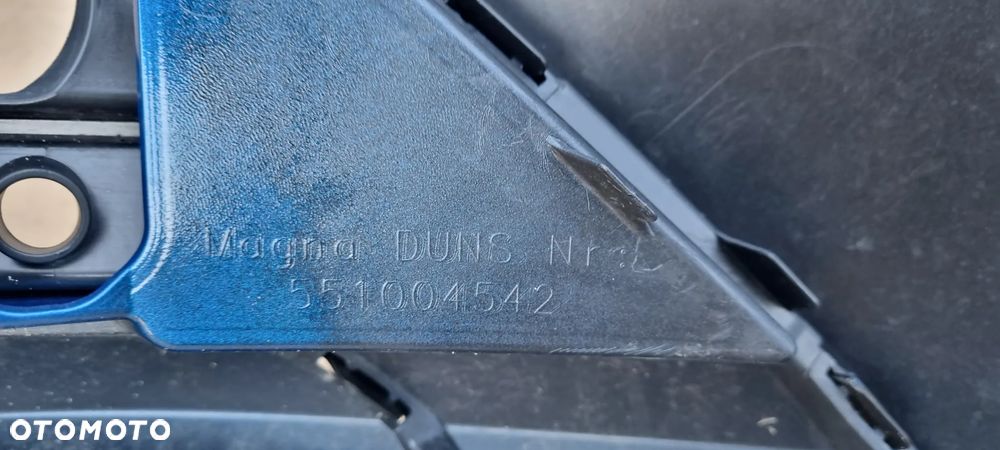 Magna DUNS Nr.:
551004542
OTOMOTO